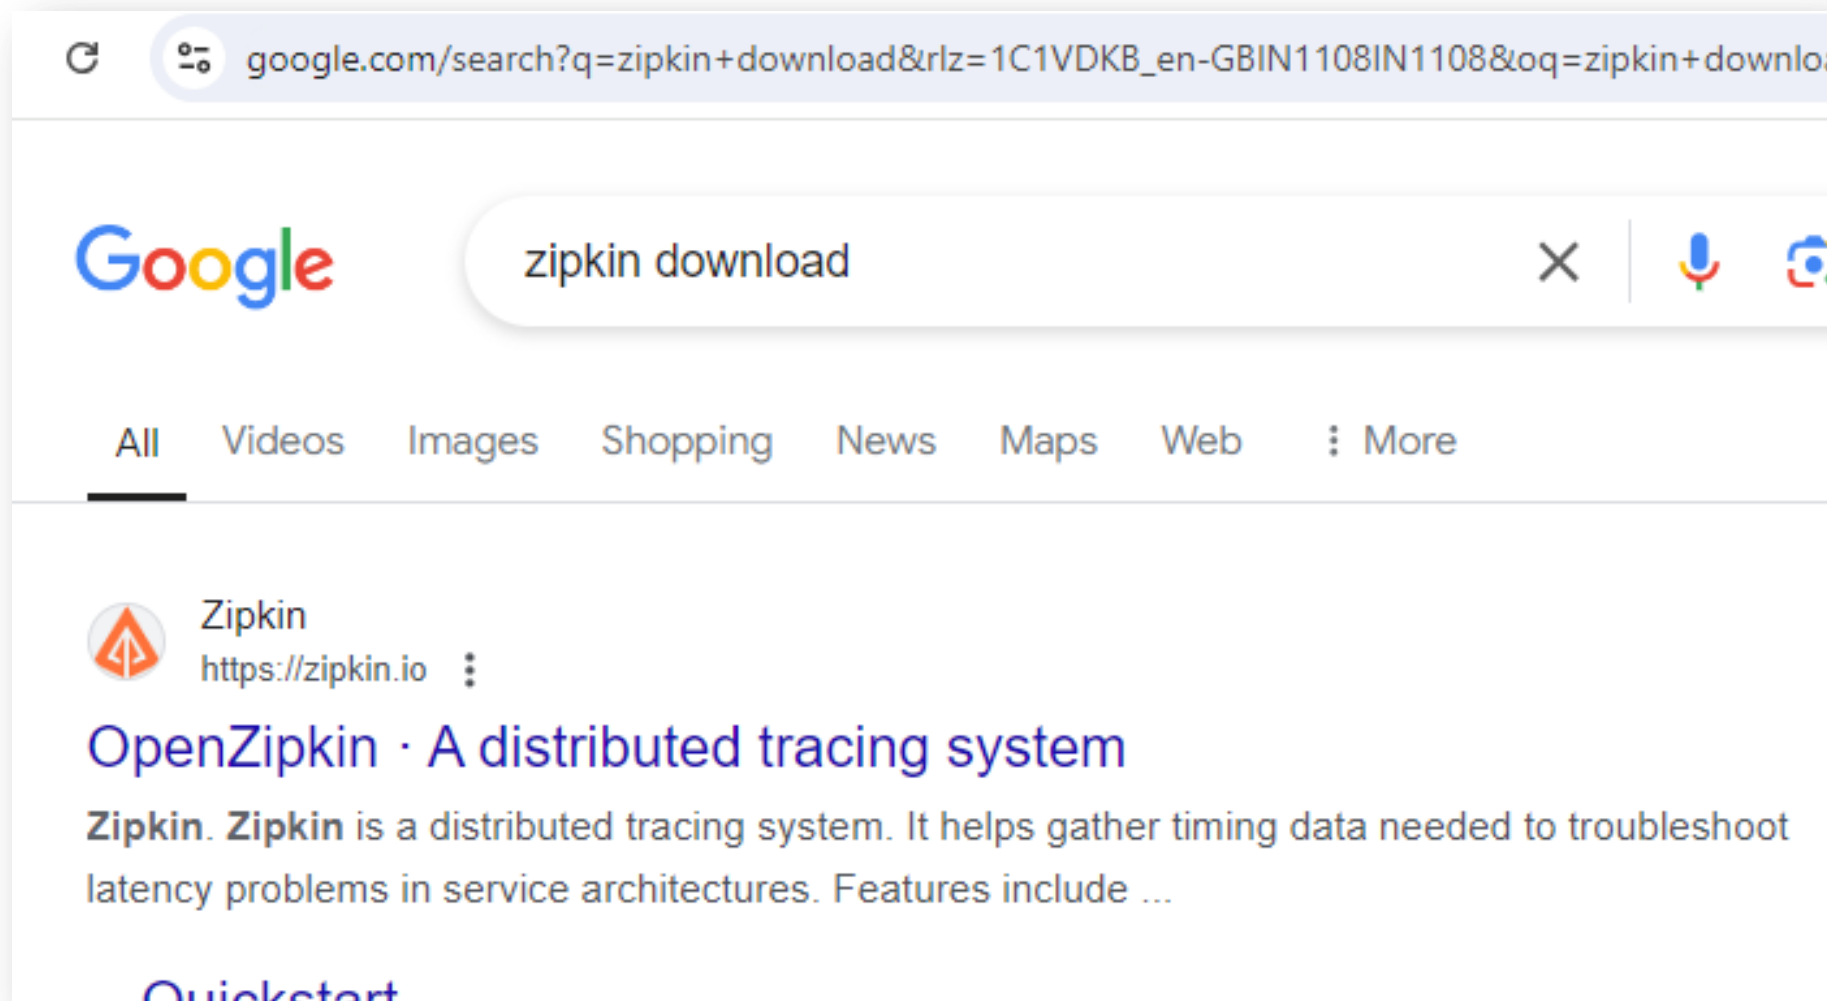 google.com/search?q=zipkin+download&rlz=1C1VDKB_en-GBIN1108IN1108&oq=zipkin+downloa
Google
zipkin download
All Videos Images Shopping News Maps Web More
Zipkin
https://zipkin.io
OpenZipkin · A distributed tracing system
Zipkin. Zipkin is a distributed tracing system. It helps gather timing data needed to troubleshoot
latency problems in service architectures. Features include ...
Quickstart